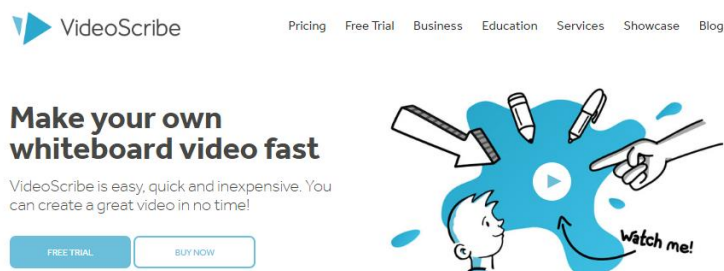 VideoScribe
Pricing Free Trial Business Education Services Showcase Blog
Make your own
whiteboard video fast
VideoScribe is easy, quick and inexpensive. You
can create a great video in no time!
FREE TRIAL
BUY NOW
Watch me!